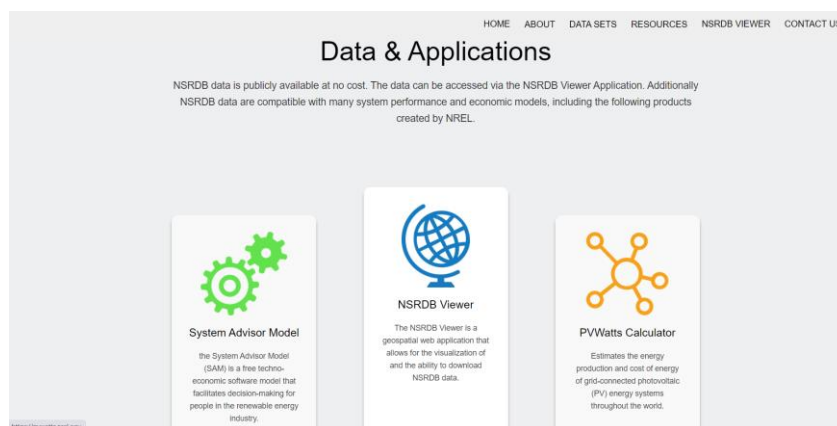 HOME ABOUT DATA SETS RESOURCES NSRDB VIEWER CONTACT US
Data & Applications
NSRDB data is publicly available at no cost. The data can be accessed via the NSRDB Viewer Application. Additionally
NSRDB data are compatible with many system performance and economic models, including the following products
created by NREL.
System Advisor Model
the System Advisor Model
(SAM) is a free techno-
economic software model that
facilitates decision-making for
people in the renewable energy
industry.
NSRDB Viewer
The NSRDB Viewer is a
geospatial web application that
allows for the visualization of
and the ability to download
NSRDB data.
PVWatts Calculator
Estimates the energy
production and cost of energy
of grid-connected photovoltaic
(PV) energy systems
throughout the world.